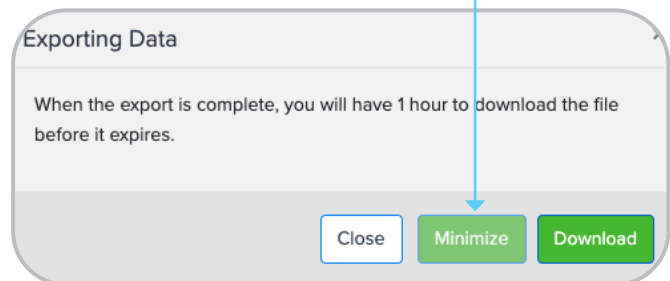 Exporting Data
When the export is complete, you will have 1 hour to download the file
before it expires.
Close Minimize Download